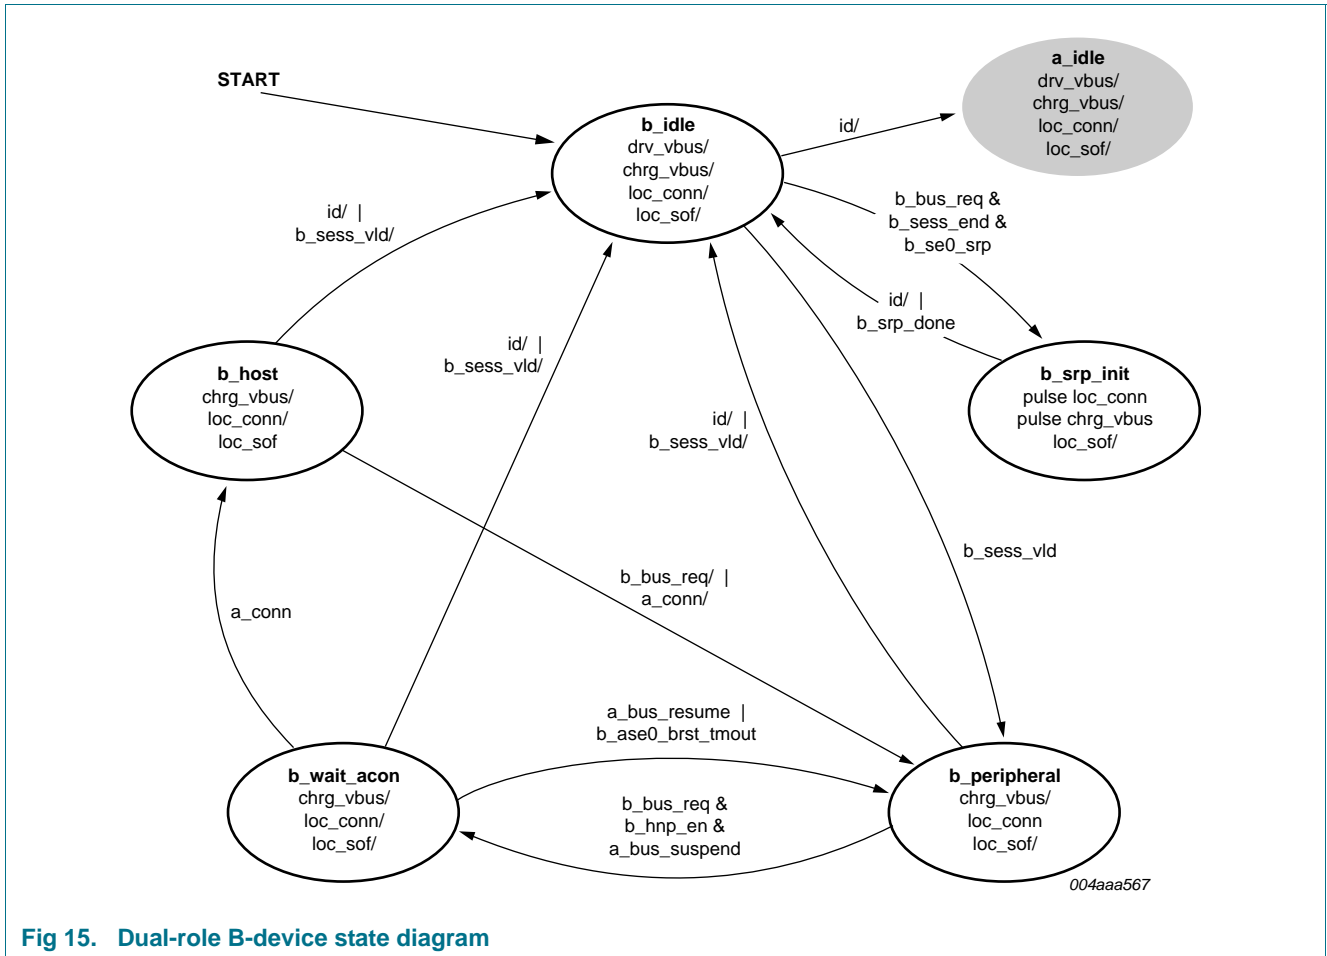 START
a_idle
drv_vbus/
chrg_vbus/
loc_conn/
loc_sof/
b_idle
drv_vbus/
chrg_vbus/
loc_conn/
loc_sof/
id/
b_bus_req &
b_sess_end &
b_se0_srp
id/ |
b_sess_vld/
id/ |
b_srp_done
id/ |
b_sess_vld/
b_host
chrg_vbus/
loc_conn/
loc_sof
b_srp_init
pulse loc_conn
pulse chrg_vbus
loc_sof/
id/ |
b_sess_vld/
b_sess_vld
b_bus_req/ |
a_conn/
a_conn
a_bus_resume |
b_ase0_brst_tmout
b_wait_acon
chrg_vbus/
loc_conn/
loc_sof/
b_bus_req &
b_hnp_en &
a_bus_suspend
b_peripheral
chrg_vbus/
loc_conn
loc_sof/
004aaa567
Fig 15. Dual-role B-device state diagram